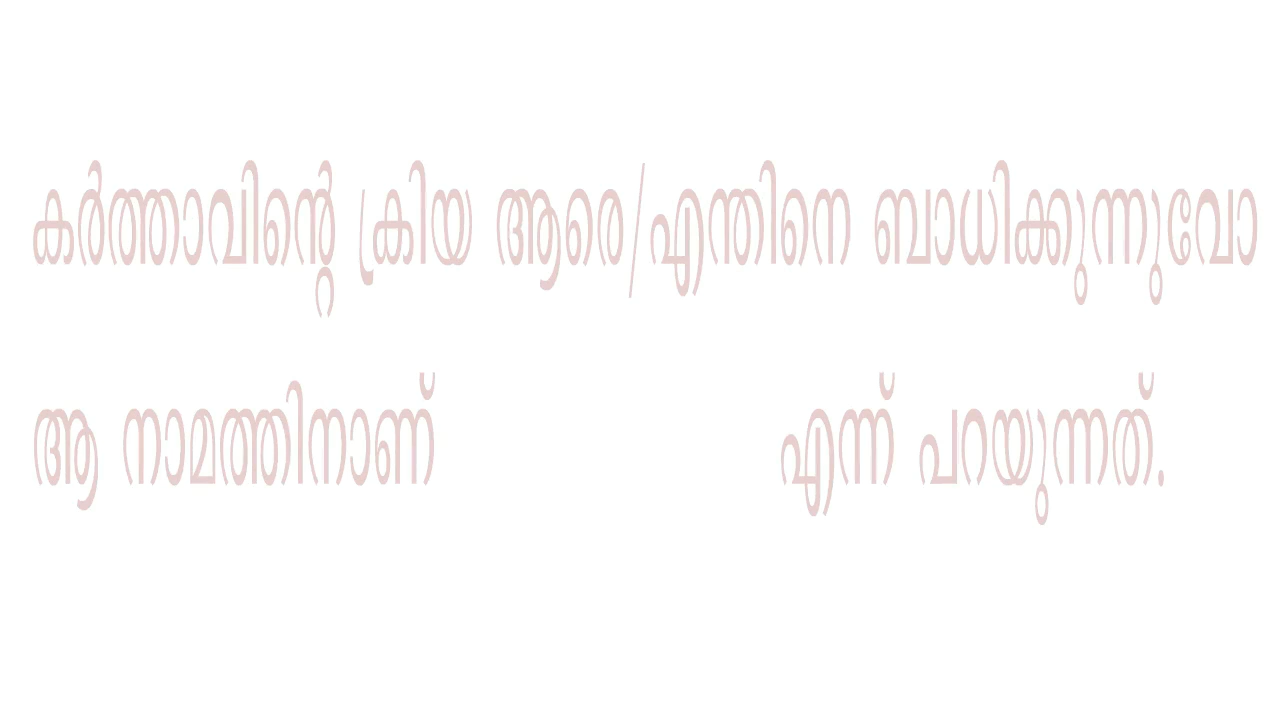 കർത്താവിന്റെ ക്രിയ ആരെ/എന്തിനെ ബാധിക്കുന്നുവോ
ആ നാമത്തിനാണ് എന്ന് പറയുന്നത്.